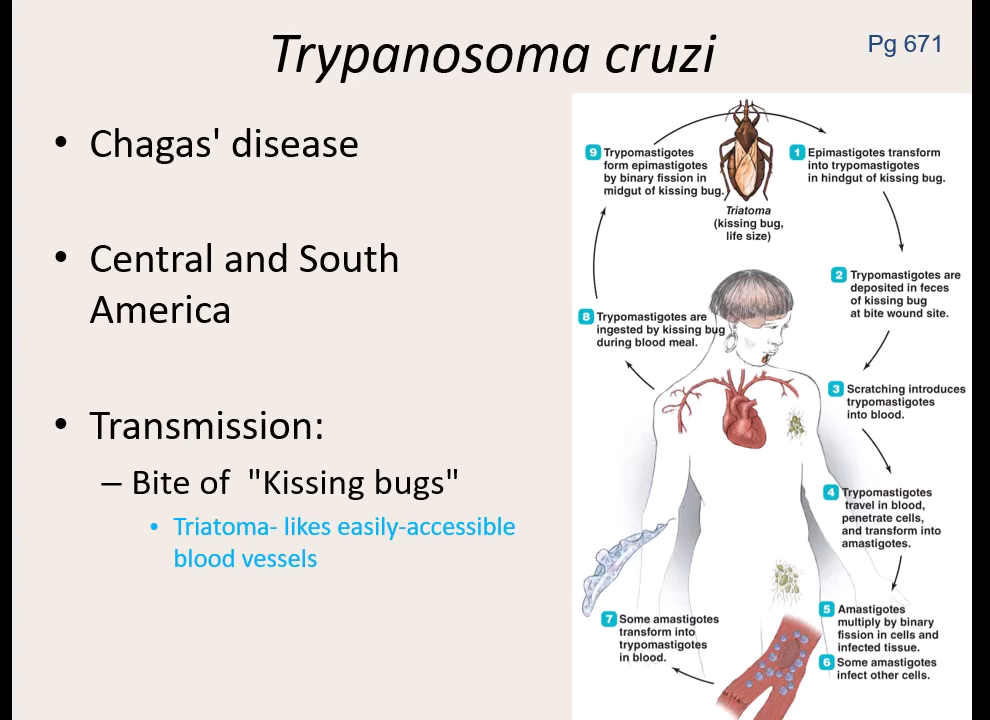 Trypanosoma cruzi
Pg 671
• Chagas' disease
• Central and South
America
• Transmission:
– Bite of "Kissing bugs"
• Triatoma- likes easily-accessible
blood vessels
9 Trypomastigotes
form epimastigotes
by binary fission in
midgut of kissing bug.
Triatoma
(kissing bug,
life size)
1 Epimastigotes transform
into trypomastigotes
in hindgut of kissing bug.
2 Trypomastigotes are
deposited in feces
of kissing bug
at bite wound site.
3 Scratching introduces
trypomastigotes
into blood.
4 Trypomastigotes
travel in blood,
penetrate cells,
and transform into
amastigotes.
5 Amastigotes
multiply by binary
fission in cells and
infected tissue.
6 Some amastigotes
infect other cells.
7 Some amastigotes
transform into
trypomastigotes
in blood.
8 Trypomastigotes are
ingested by kissing bug
during blood meal.